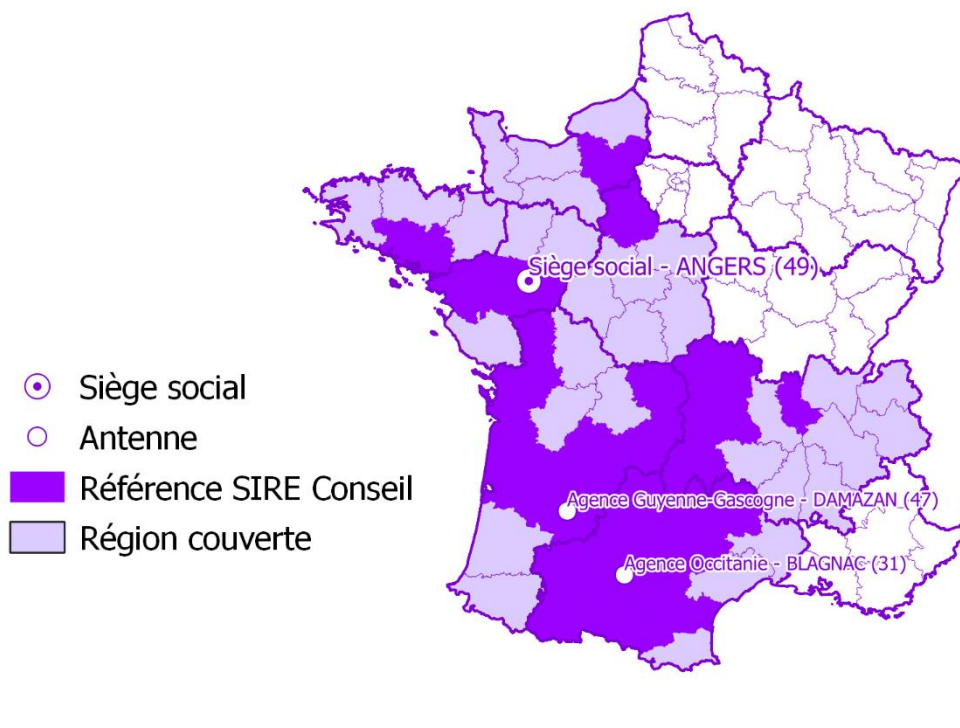 Siège social - ANGERS (49)
Siège social
Antenne
Référence SIRE Conseil
Région couverte
Agence Guyenne-Gascogne - DAMAZAN (47)
Agence Occitanie - BLAGNAC (31)